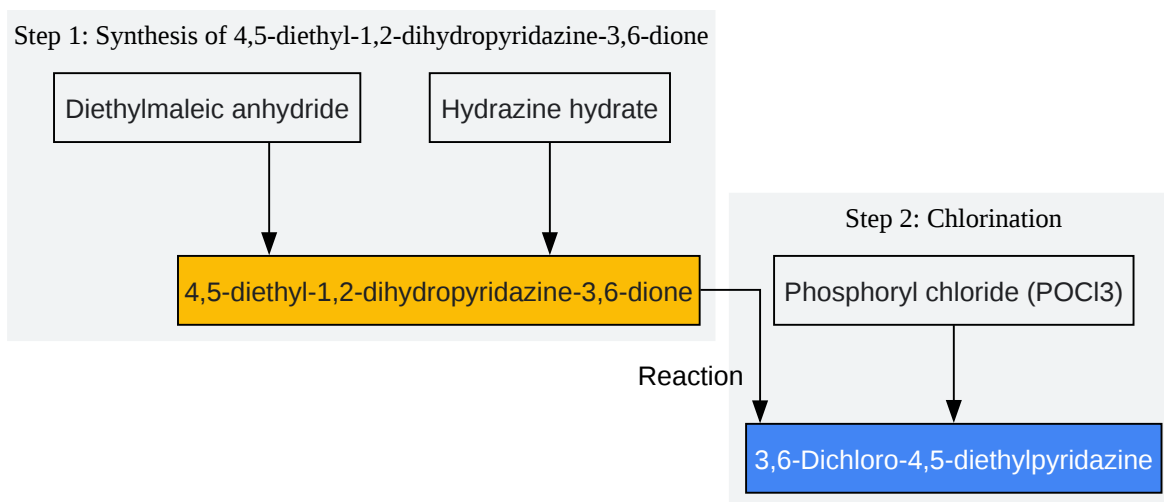 Step 1: Synthesis of 4,5-diethyl-1,2-dihydropyridazine-3,6-dione
Diethylmaleic anhydride
Hydrazine hydrate
4,5-diethyl-1,2-dihydropyridazine-3,6-dione
Step 2: Chlorination
Phosphoryl chloride (POCl3)
Reaction
3,6-Dichloro-4,5-diethylpyridazine